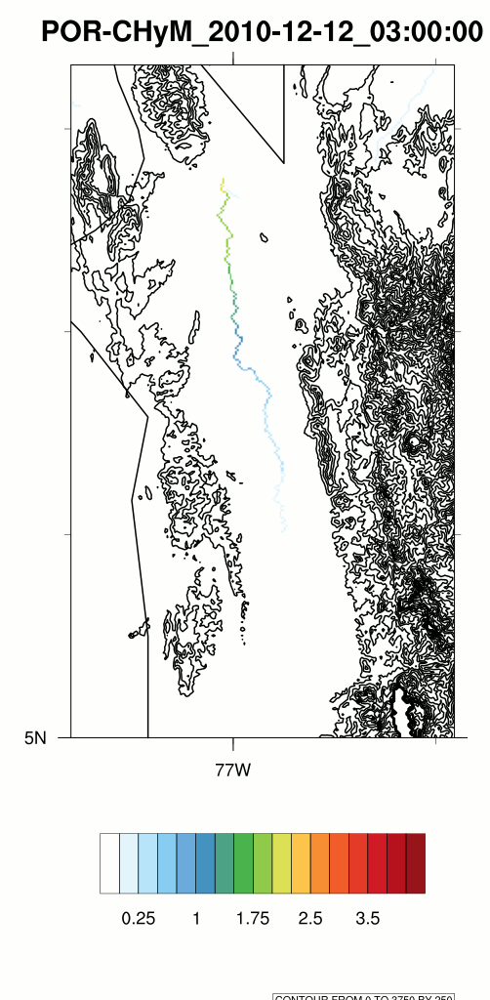 POR-CHyM_2010-12-12_03:00:00
5N
77W
0.25 1 1.75 2.5 3.5
CONTOUR FROM 0 TO 3750 BY 250